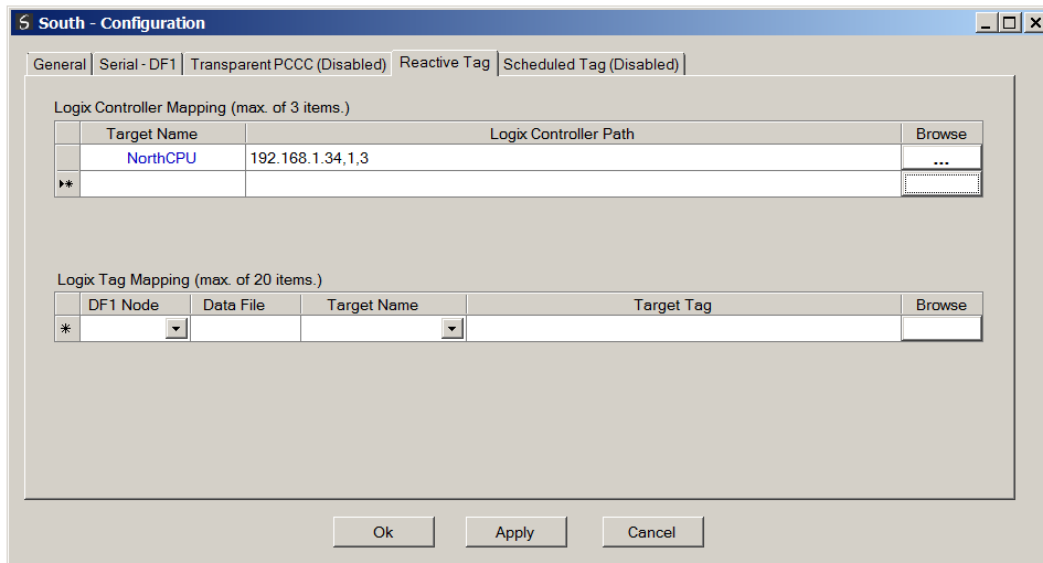 South - Configuration
General Serial - DF1 Transparent PCCC (Disabled) Reactive Tag Scheduled Tag (Disabled)
Logix Controller Mapping (max. of 3 items.)
Target Name Logix Controller Path Browse
NorthCPU 192.168.1.34,1,3 ...
Logix Tag Mapping (max. of 20 items.)
DF1 Node Data File Target Name Target Tag Browse
Ok Apply Cancel